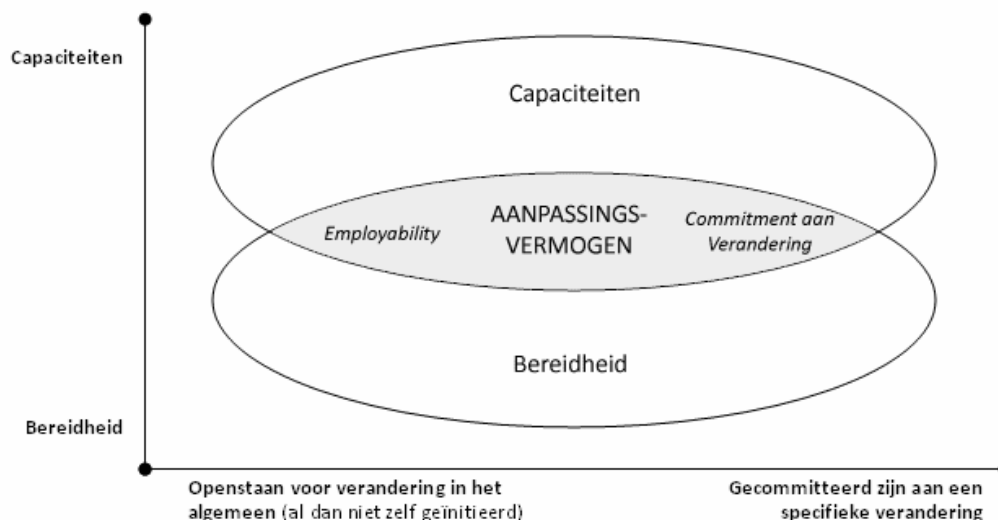 Capaciteiten
Capaciteiten
AANPASSINGS-
VERMOGEN
Employability
Commitment aan
Verandering
Bereidheid
Bereidheid
Openstaan voor verandering in het
algemeen (al dan niet zelf geïnitieerd)
Gecommitteerd zijn aan een
specifieke verandering